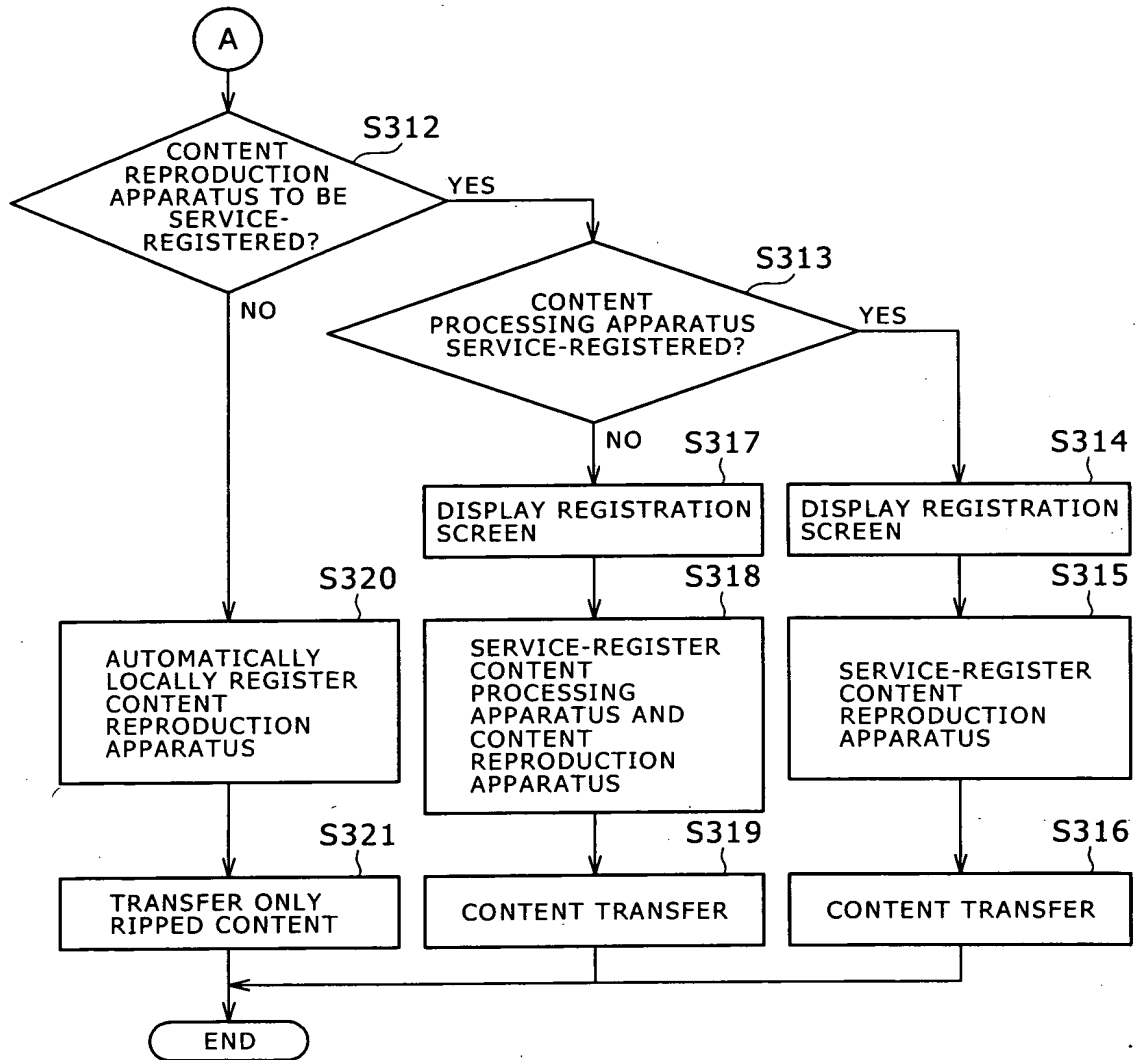 A
S312
CONTENT
REPRODUCTION
APPARATUS TO BE
SERVICE-
REGISTERED?
YES
NO
S313
CONTENT
PROCESSING APPARATUS
SERVICE-REGISTERED?
YES
NO
S317
DISPLAY REGISTRATION
SCREEN
S314
DISPLAY REGISTRATION
SCREEN
S320
AUTOMATICALLY
LOCALLY REGISTER
CONTENT
REPRODUCTION
APPARATUS
S318
SERVICE-REGISTER
CONTENT
PROCESSING
APPARATUS AND
CONTENT
REPRODUCTION
APPARATUS
S315
SERVICE-REGISTER
CONTENT
REPRODUCTION
APPARATUS
S321
TRANSFER ONLY
RIPPED CONTENT
S319
CONTENT TRANSFER
S316
CONTENT TRANSFER
END